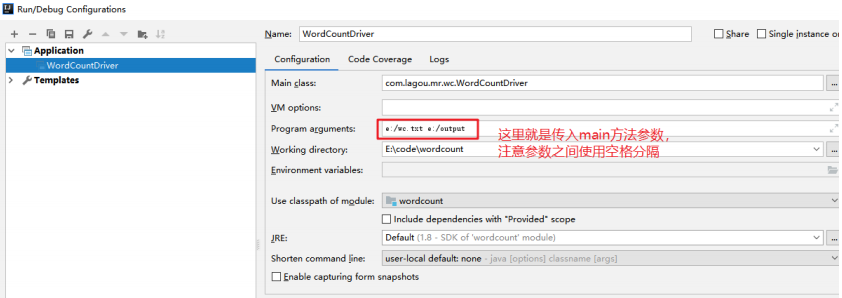 Run/Debug Configurations
Name: WordCountDriver
Share
Single instance
Application
WordCountDriver
Templates
Configuration Code Coverage Logs
Main class: com.lagou.mr.wc.WordCountDriver
VM options:
Program arguments: e:/wc.txt e:/output
这里就是传入main方法参数，
注意参数之间使用空格分隔
Working directory: E:\code\wordcount
Environment variables:
Use classpath of module: wordcount
Include dependencies with "Provided" scope
JRE: Default (1.8 - SDK of 'wordcount' module)
Shorten command line: user-local default: none - java [options] classname [args]
Enable capturing form snapshots